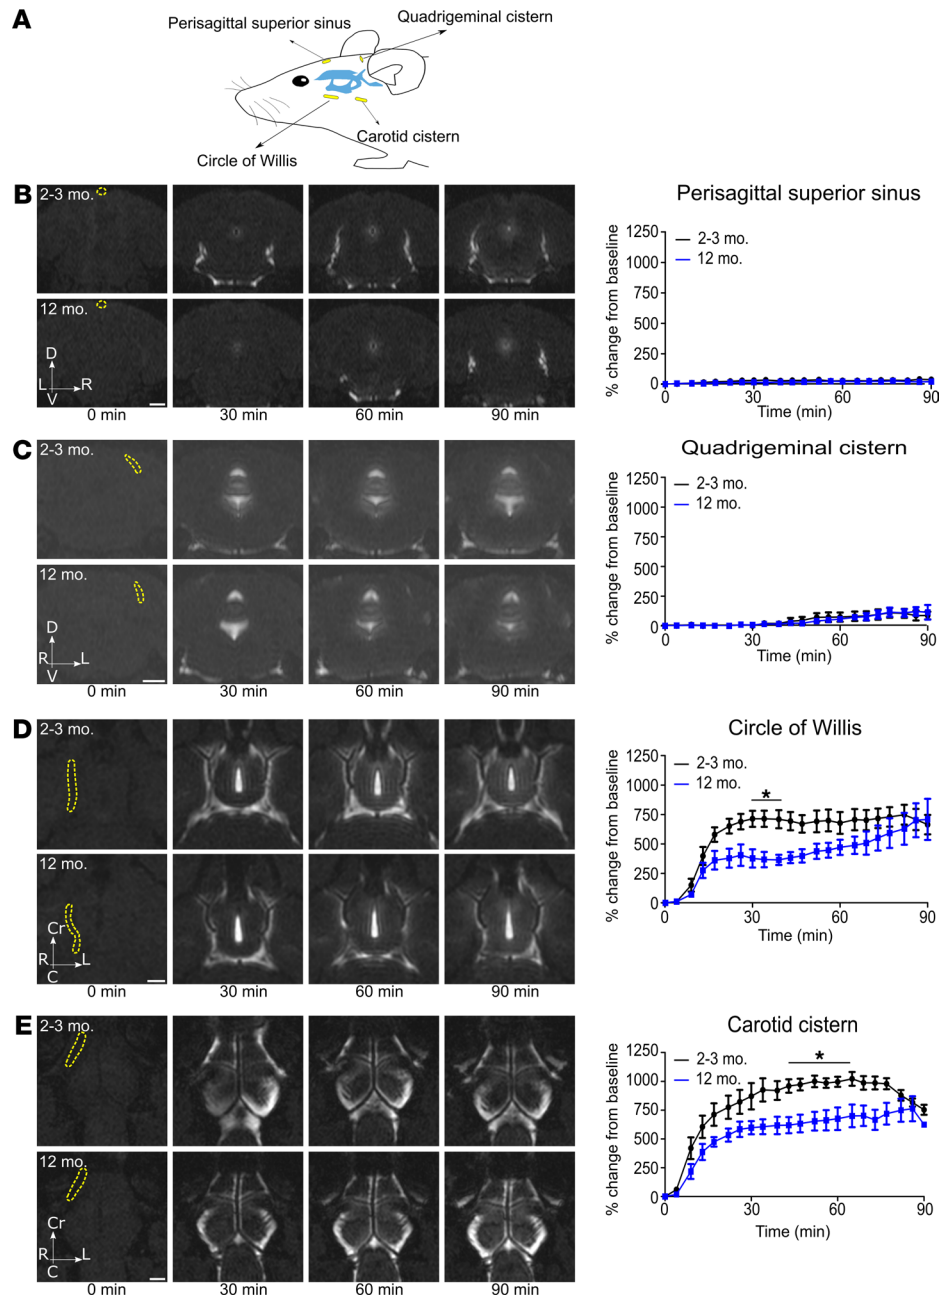 A
Perisagittal superior sinus
Quadrigeminal cistern
Carotid cistern
Circle of Willis
B
2-3 mo.
12 mo.
D
L R
V
0 min 30 min 60 min 90 min
Perisagittal superior sinus
% change from baseline
1250
1000
750
500
250
0
2-3 mo.
12 mo.
0 30 60 90
Time (min)
C
2-3 mo.
12 mo.
D
R L
V
0 min 30 min 60 min 90 min
Quadrigeminal cistern
% change from baseline
1250
1000
750
500
250
0
2-3 mo.
12 mo.
0 30 60 90
Time (min)
D
2-3 mo.
12 mo.
Cr
R L
C
0 min 30 min 60 min 90 min
Circle of Willis
% change from baseline
1250
1000
750
500
250
0
2-3 mo.
12 mo.
*
0 30 60 90
Time (min)
E
2-3 mo.
12 mo.
Cr
R L
C
0 min 30 min 60 min 90 min
Carotid cistern
% change from baseline
1250
1000
750
500
250
0
2-3 mo.
12 mo.
*
0 30 60 90
Time (min)